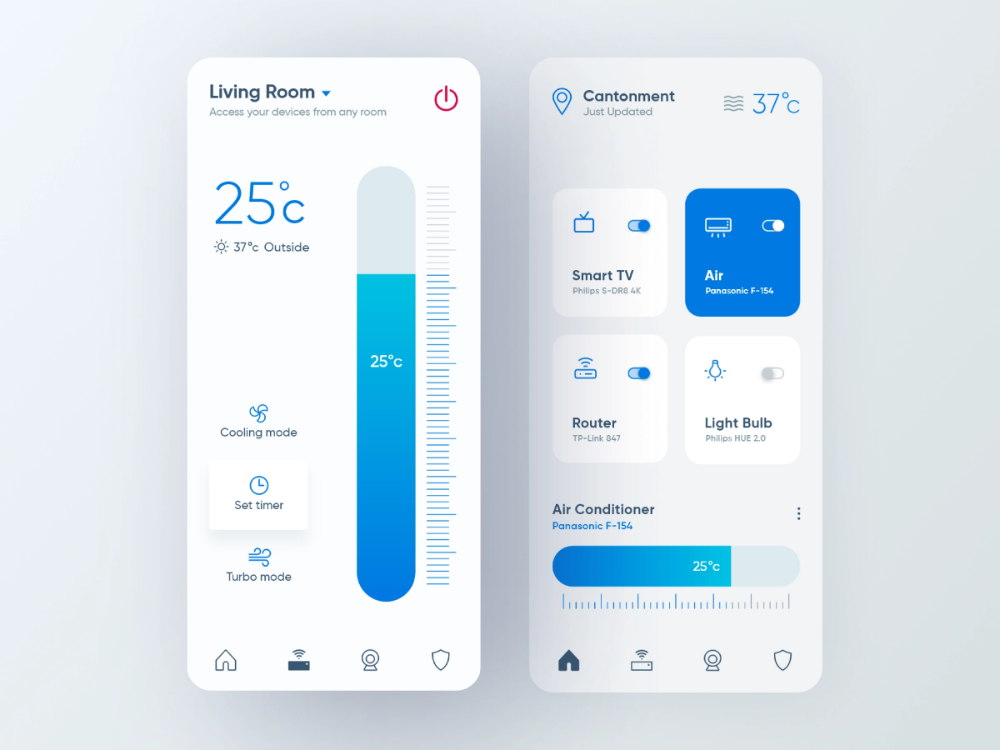 Living Room
Access your devices from any room
25°c
37°c Outside
25°c
Cooling mode
Set timer
Turbo mode
Cantonment
Just Updated
37°c
Smart TV
Philips S-DR8 4K
Air
Panasonic F-154
Router
TP-Link 847
Light Bulb
Philips HUE 2.0
Air Conditioner
Panasonic F-154
25°c